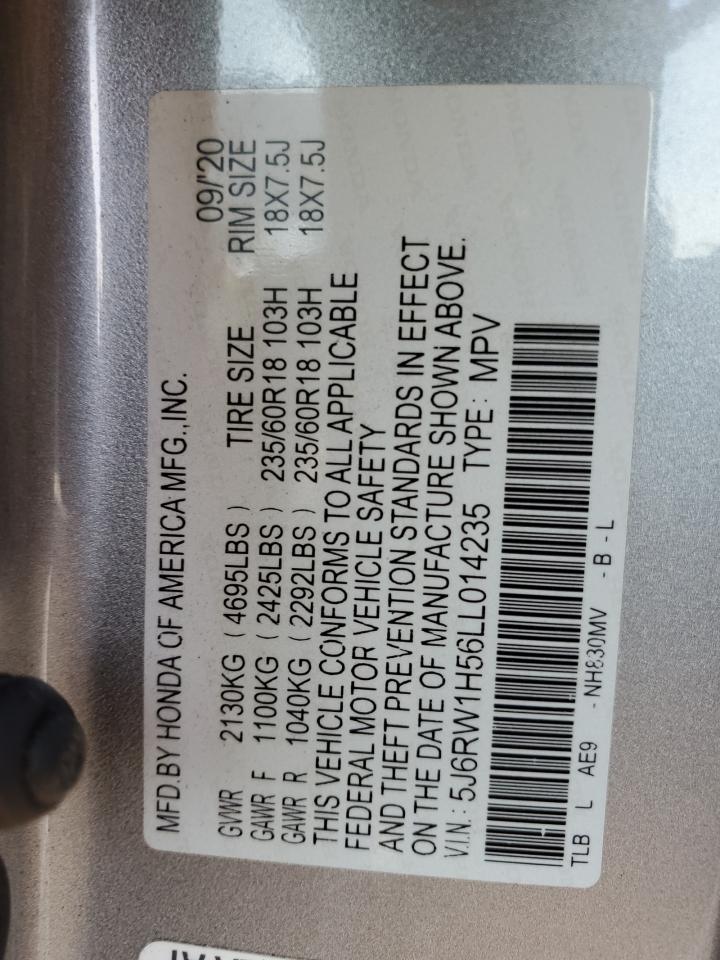 MFD.BY HONDA OF AMERICA MFG.,INC.
09/'20
GVWR 2130KG ( 4695LBS ) TIRE SIZE RIM SIZE
GAWR F 1100KG ( 2425LBS ) 235/60R18 103H 18X7.5J
GAWR R 1040KG ( 2292LBS ) 235/60R18 103H 18X7.5J
THIS VEHICLE CONFORMS TO ALL APPLICABLE
FEDERAL MOTOR VEHICLE SAFETY
AND THEFT PREVENTION STANDARDS IN EFFECT
ON THE DATE OF MANUFACTURE SHOWN ABOVE.
V.I.N.: 5J6RW1H56LL014235 TYPE: MPV
TLB L AE9 -NH830MV -B-L